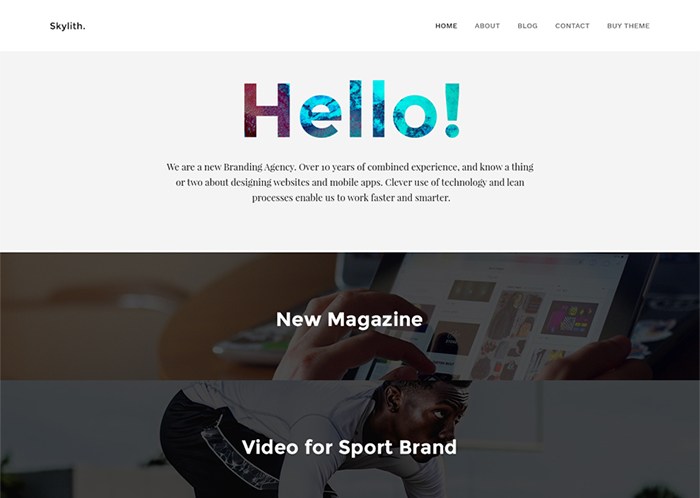 Skylith.
HOME ABOUT BLOG CONTACT BUY THEME
Hello!
We are a new Branding Agency. Over 10 years of combined experience, and know a thing
or two about designing websites and mobile apps. Clever use of technology and lean
processes enable us to work faster and smarter.
New Magazine
Video for Sport Brand